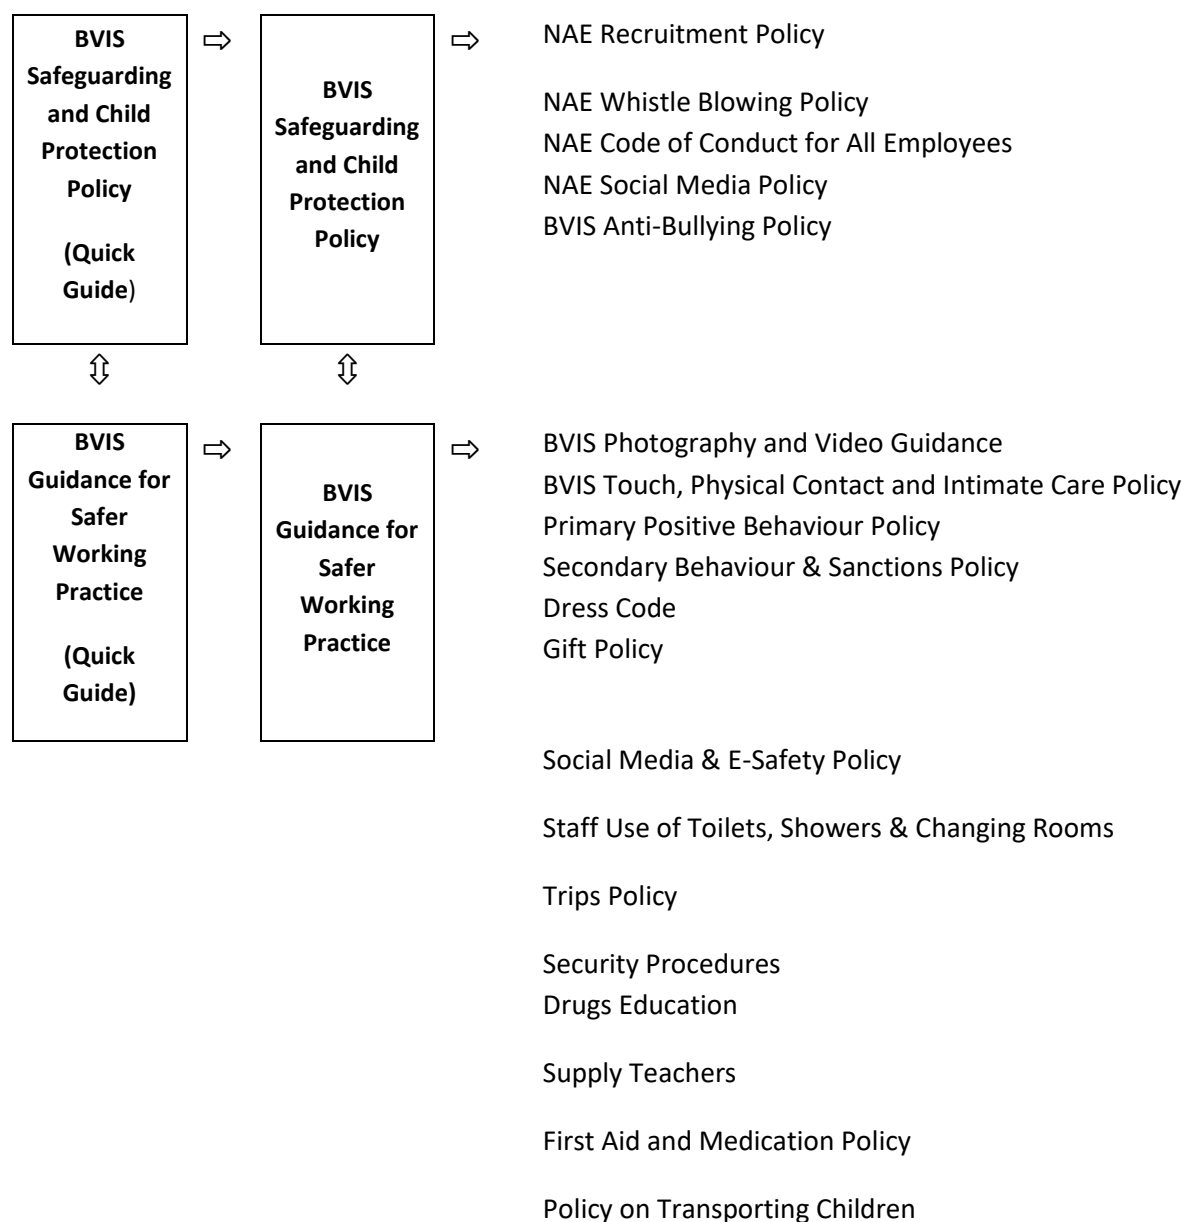 BVIS
Safeguarding
and Child
Protection
Policy
(Quick
Guide)
BVIS
Safeguarding
and Child
Protection
Policy
NAE Recruitment Policy
NAE Whistle Blowing Policy
NAE Code of Conduct for All Employees
NAE Social Media Policy
BVIS Anti-Bullying Policy
BVIS
Guidance for
Safer
Working
Practice
(Quick
Guide)
BVIS
Guidance for
Safer
Working
Practice
BVIS Photography and Video Guidance
BVIS Touch, Physical Contact and Intimate Care Policy
Primary Positive Behaviour Policy
Secondary Behaviour & Sanctions Policy
Dress Code
Gift Policy
Social Media & E-Safety Policy
Staff Use of Toilets, Showers & Changing Rooms
Trips Policy
Security Procedures
Drugs Education
Supply Teachers
First Aid and Medication Policy
Policy on Transporting Children